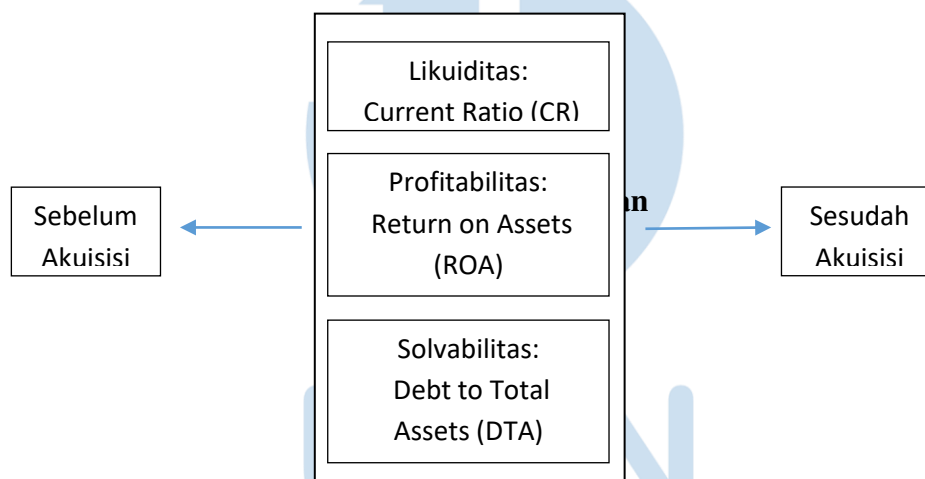 Likuiditas:
Current Ratio (CR)
Sebelum
Akuisisi
Profitabilitas:
Return on Assets
(ROA)
Sesudah
Akuisisi
Solvabilitas:
Debt to Total
Assets (DTA)